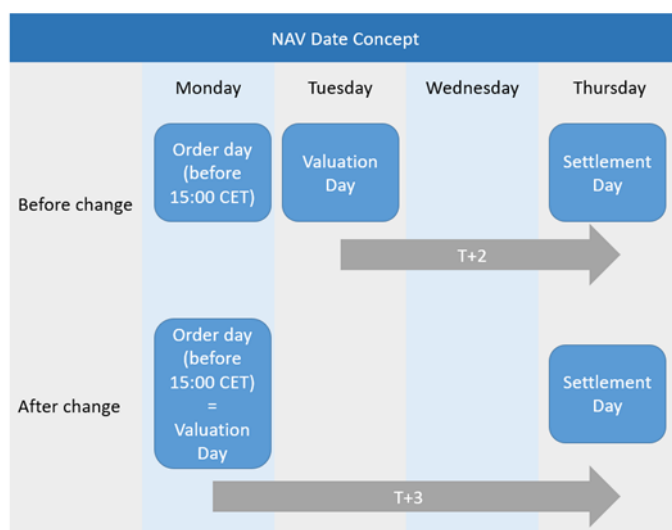 NAV Date Concept
Monday Tuesday Wednesday Thursday
Before change
Order day
(before
15:00 CET)
Valuation
Day
Settlement
Day
T+2
After change
Order day
(before
15:00 CET)
=
Valuation
Day
Settlement
Day
T+3